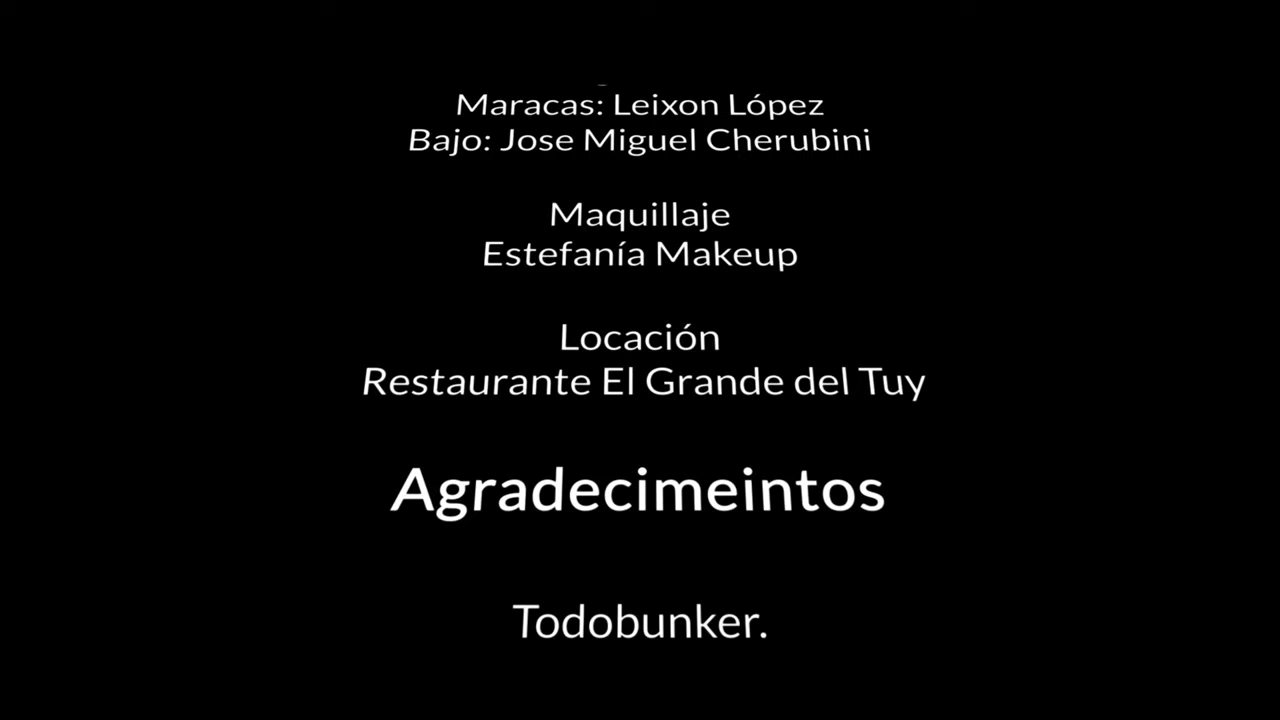 Maracas: Leixon López
Bajo: Jose Miguel Cherubini
Maquillaje
Estefanía Makeup
Locación
Restaurante El Grande del Tuy
Agradecimeintos
Todobunker.